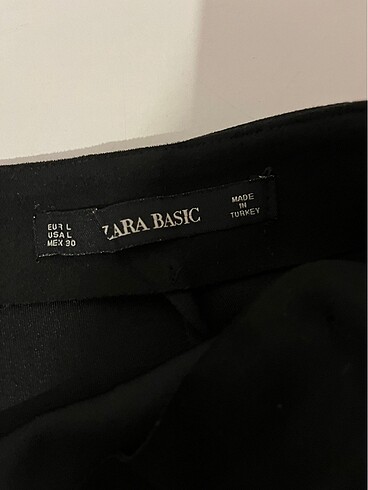 EUR L
USA L
MEX 30
ZARA BASIC
MADE
IN
TURKEY